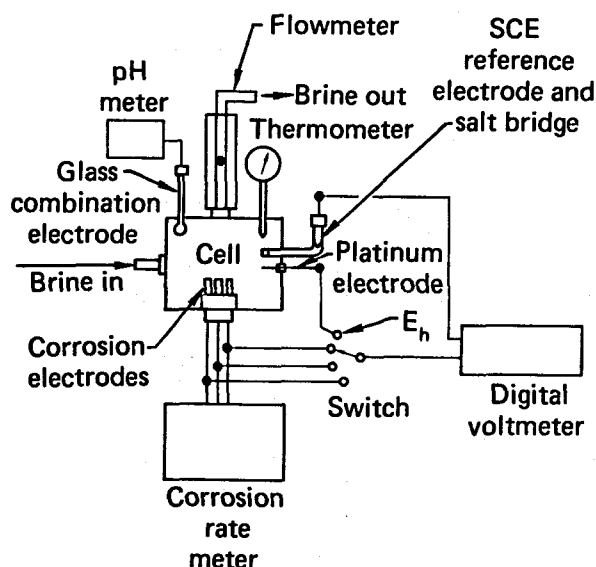 Flowmeter
Brine out
SCE
reference
electrode and
salt bridge
pH
meter
Thermometer
Glass
combination
electrode
Cell
Platinum
electrode
Brine in
E_h
Corrosion
electrodes
Switch
Digital
voltmeter
Corrosion
rate
meter